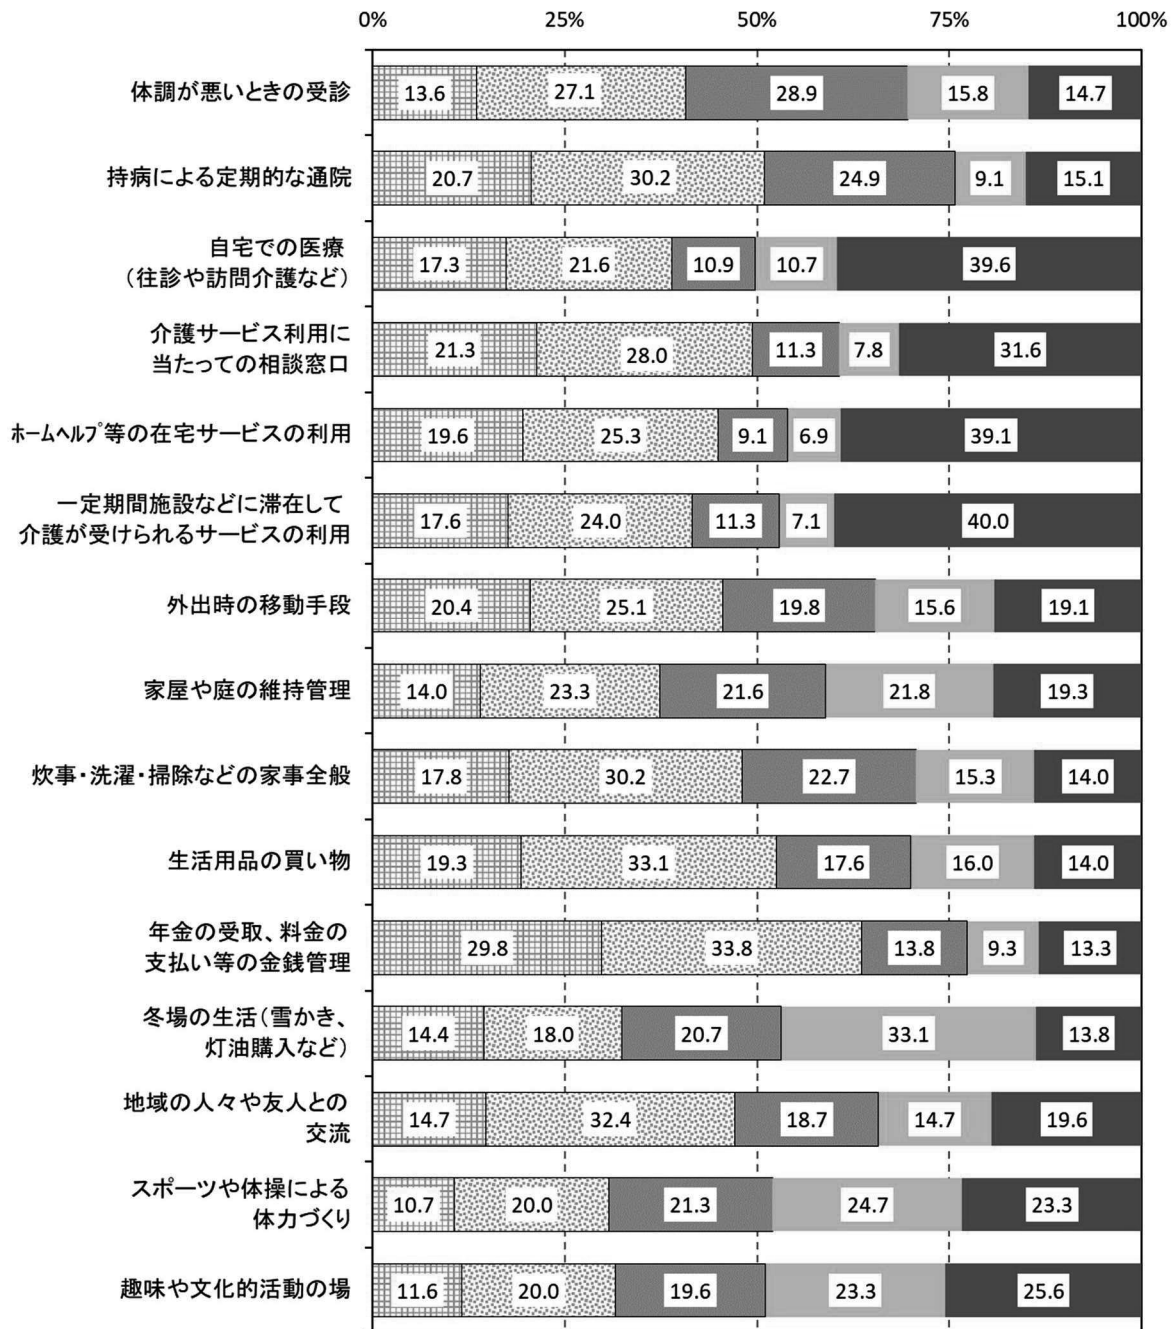 0% 25% 50% 75% 100%
体調が悪いときの受診 13.6 27.1 28.9 15.8 14.7
持病による定期的な通院 20.7 30.2 24.9 9.1 15.1
自宅での医療
（往診や訪問介護など） 17.3 21.6 10.9 10.7 39.6
介護サービス利用に
当たっての相談窓口 21.3 28.0 11.3 7.8 31.6
ﾎｰﾑﾍﾙﾌﾟ等の在宅サービスの利用 19.6 25.3 9.1 6.9 39.1
一定期間施設などに滞在して
介護が受けられるサービスの利用 17.6 24.0 11.3 7.1 40.0
外出時の移動手段 20.4 25.1 19.8 15.6 19.1
家屋や庭の維持管理 14.0 23.3 21.6 21.8 19.3
炊事・洗濯・掃除などの家事全般 17.8 30.2 22.7 15.3 14.0
生活用品の買い物 19.3 33.1 17.6 16.0 14.0
年金の受取、料金の
支払い等の金銭管理 29.8 33.8 13.8 9.3 13.3
冬場の生活（雪かき、
灯油購入など） 14.4 18.0 20.7 33.1 13.8
地域の人々や友人との
交流 14.7 32.4 18.7 14.7 19.6
スポーツや体操による
体力づくり 10.7 20.0 21.3 24.7 23.3
趣味や文化的活動の場 11.6 20.0 19.6 23.3 25.6